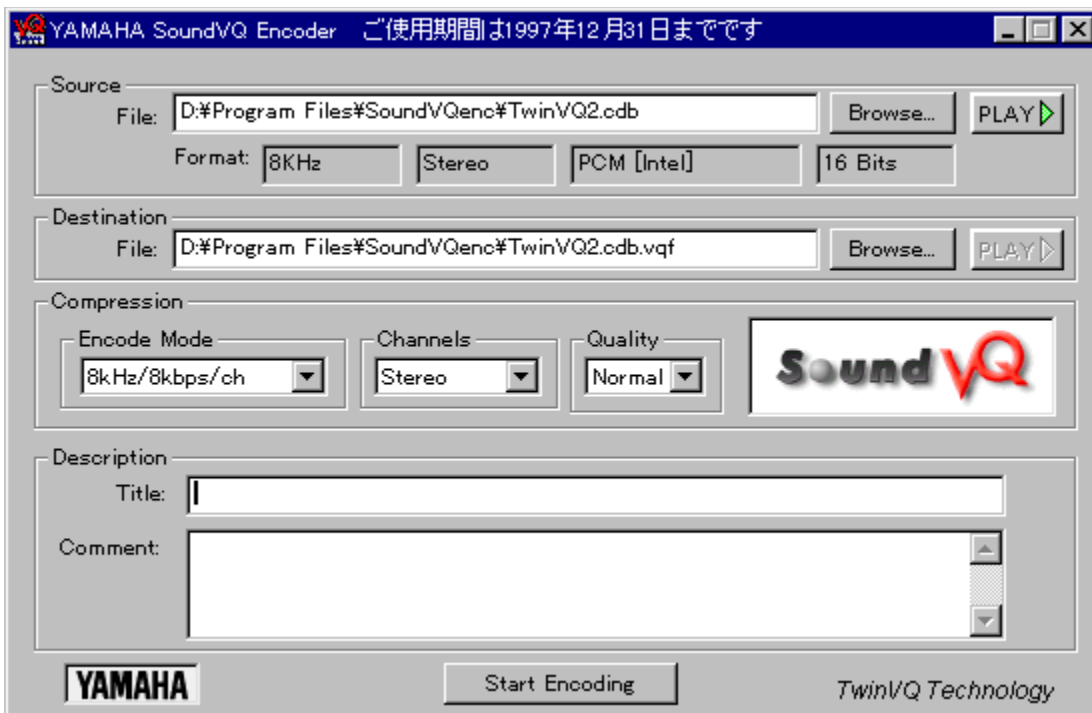 YAMAHA SoundVQ Encoder ご使用期間は1997年12月31日までです
Source
File: D:¥Program Files¥SoundVQenc¥TwinVQ2.cdb Browse... PLAY
Format: 8KHz Stereo PCM [Intel] 16 Bits
Destination
File: D:¥Program Files¥SoundVQenc¥TwinVQ2.cdb.vqf Browse... PLAY
Compression
Encode Mode Channels Quality
8kHz/8kbps/ch Stereo Normal
Sound VQ
Description
Title:
Comment:
YAMAHA Start Encoding TwinVQ Technology